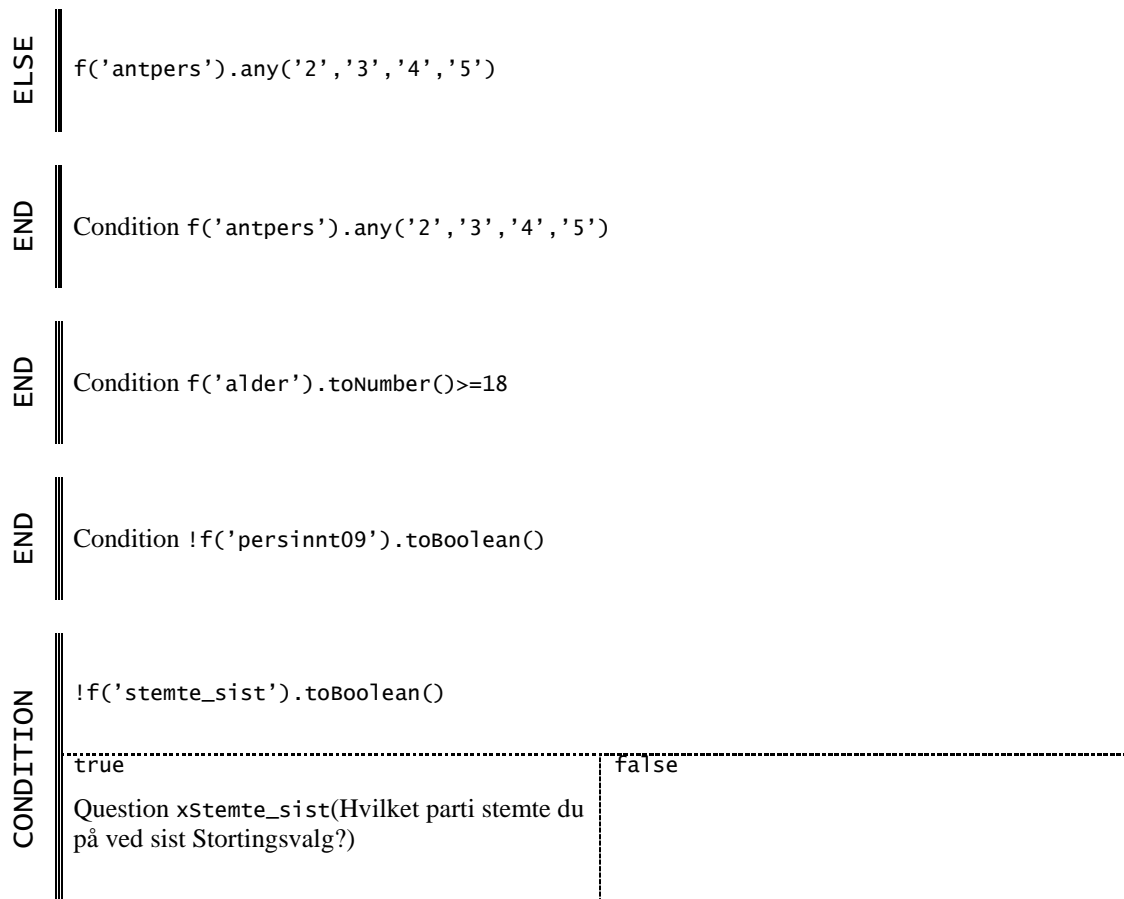 ELSE
f(’antpers’).any(’2’,’3’,’4’,’5’)
END
Condition f(’antpers’).any(’2’,’3’,’4’,’5’)
END
Condition f(’alder’).toNumber()>=18
END
Condition !f(’persinnt09’).toBoolean()
CONDITION
!f(’stemte_sist’).toBoolean()
true
Question xStemte_sist(Hvilket parti stemte du
på ved sist Stortingsvalg?)
false